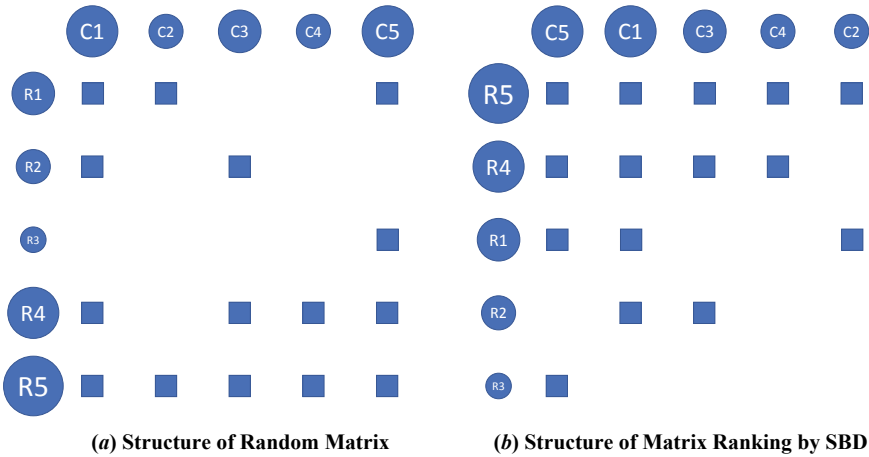 C1 C2 C3 C4 C5
R1
R2
R3
R4
R5
(a) Structure of Random Matrix
C5 C1 C3 C4 C2
R5
R4
R1
R2
R3
(b) Structure of Matrix Ranking by SBD